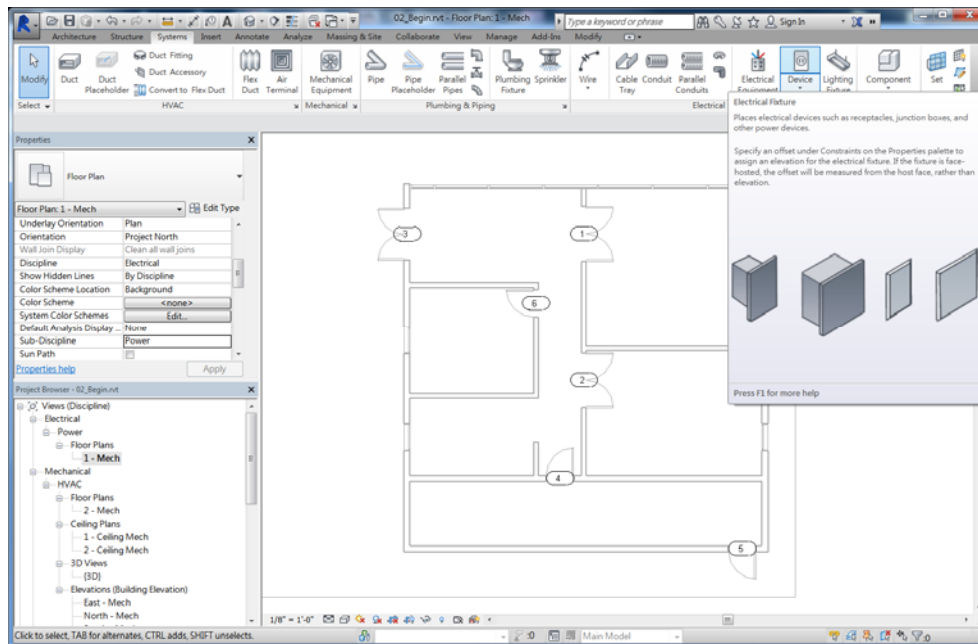 02_Begin.rvt - Floor Plan: 1 - Mech
Type a keyword or phrase
Sign In
Architecture Structure Systems Insert Annotate Analyze Massing & Site Collaborate View Manage Add-Ins Modify
Modify
Duct
Duct Placeholder
Duct Fitting
Duct Accessory
Convert to Flex Duct
Flex Duct
Air Terminal
Mechanical Equipment
Pipe
Pipe Placeholder
Parallel Pipes
Plumbing Fixture
Sprinkler
Wire
Cable Tray
Conduit
Parallel Conduits
Electrical Equipment
Device
Lighting Fixture
Component
Set
Select
HVAC
Mechanical
Plumbing & Piping
Electrical
Electrical Fixture
Places electrical devices such as receptacles, junction boxes, and
other power devices.
Specify an offset under Constraints on the Properties palette to
assign an elevation for the electrical fixture. If the fixture is face-
hosted, the offset will be measured from the host face, rather than
elevation.
Press F1 for more help
Properties X
Floor Plan
Floor Plan: 1 - Mech Edit Type
Underlay Orientation Plan
Orientation Project North
Wall Join Display Clean all wall joins
Discipline Electrical
Show Hidden Lines By Discipline
Color Scheme Location Background
Color Scheme <none>
System Color Schemes Edit...
Default Analysis Display ... None
Sub-Discipline Power
Sun Path
Properties help Apply
Project Browser - 02_Begin.rvt X
Views (Discipline)
Electrical
Power
Floor Plans
1 - Mech
Mechanical
HVAC
Floor Plans
2 - Mech
Ceiling Plans
1 - Ceiling Mech
2 - Ceiling Mech
3D Views
{3D}
Elevations (Building Elevation)
East - Mech
North - Mech
3
1
6
2
4
5
1/8" = 1'-0"
Click to select, TAB for alternates, CTRL adds, SHIFT unselects.
:0
Main Model
:0